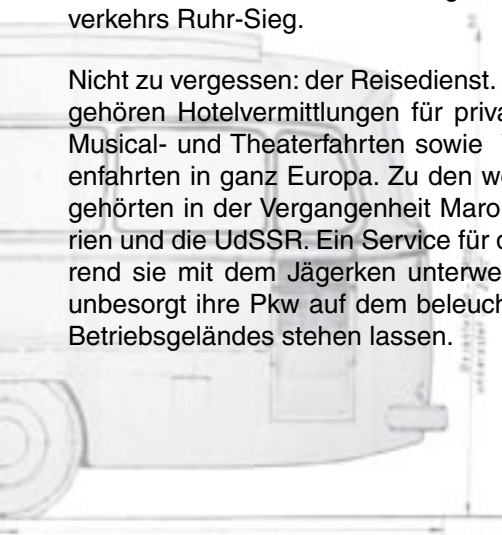 verkehrs Ruhr-Sieg.
Nicht zu vergessen: der Reisedienst.
gehören Hotelvermittlungen für priva
Musical- und Theaterfahrten sowie
enfahrten in ganz Europa. Zu den we
gehörten in der Vergangenheit Maro
rien und die UdSSR. Ein Service für d
rend sie mit dem Jägerken unterwe
unbesorgt ihre Pkw auf dem beleuch
Betriebsgeländes stehen lassen.